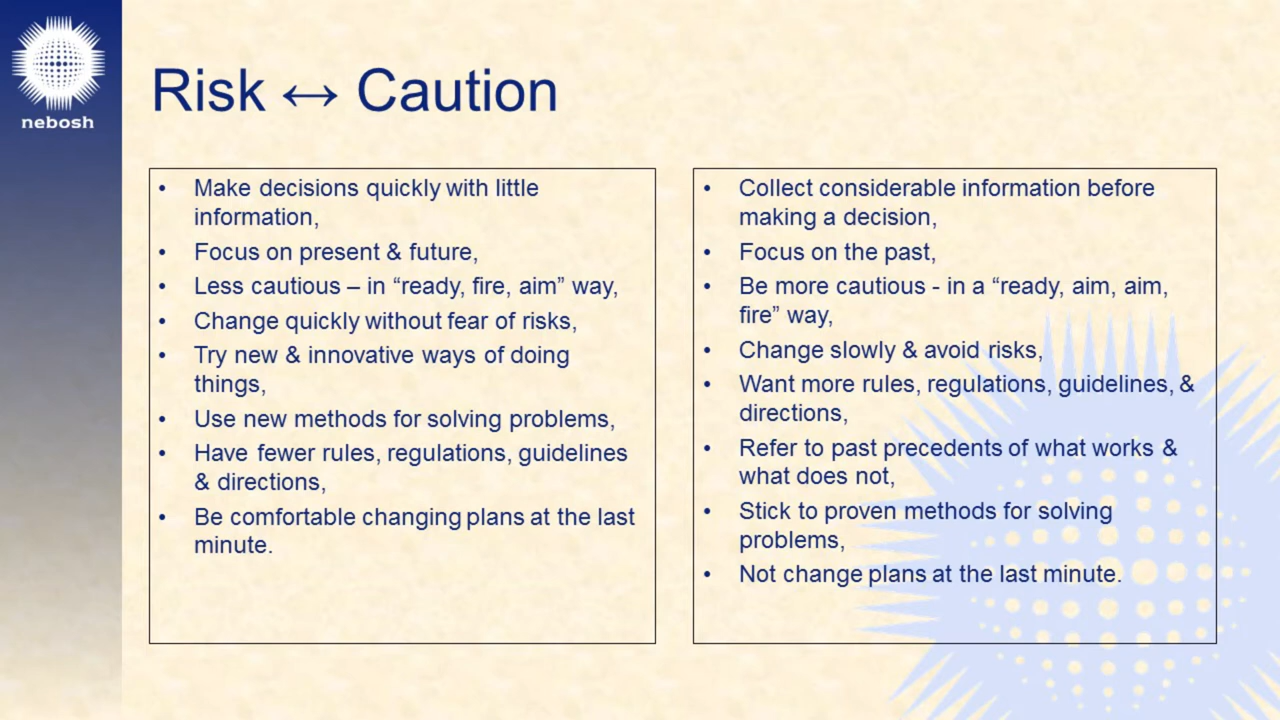 nebosh
Risk ↔ Caution
• Make decisions quickly with little
information,
• Focus on present & future,
• Less cautious – in “ready, fire, aim” way,
• Change quickly without fear of risks,
• Try new & innovative ways of doing
things,
• Use new methods for solving problems,
• Have fewer rules, regulations, guidelines
& directions,
• Be comfortable changing plans at the last
minute.
• Collect considerable information before
making a decision,
• Focus on the past,
• Be more cautious - in a “ready, aim, aim,
fire” way,
• Change slowly & avoid risks,
• Want more rules, regulations, guidelines, &
directions,
• Refer to past precedents of what works &
what does not,
• Stick to proven methods for solving
problems,
• Not change plans at the last minute.